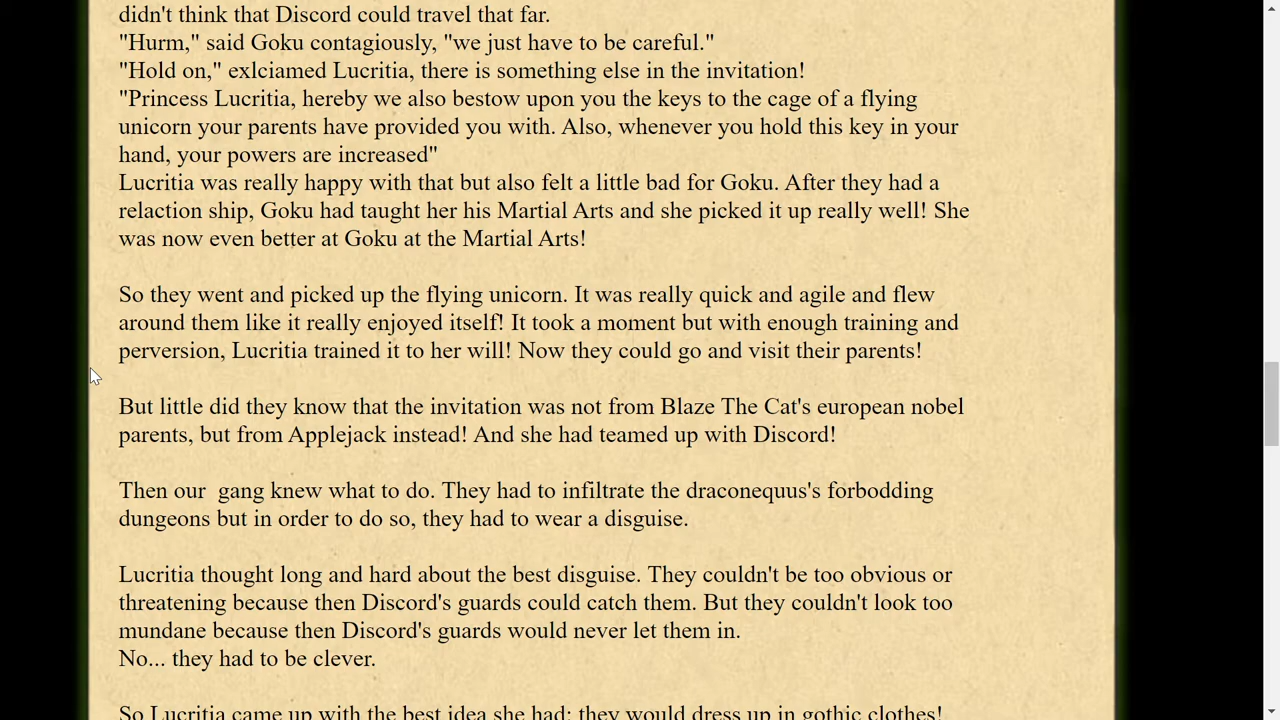 didn't think that Discord could travel that far.
"Hurm," said Goku contagiously, "we just have to be careful."
"Hold on," exlciamed Lucritia, there is something else in the invitation!
"Princess Lucritia, hereby we also bestow upon you the keys to the cage of a flying
unicorn your parents have provided you with. Also, whenever you hold this key in your
hand, your powers are increased"
Lucritia was really happy with that but also felt a little bad for Goku. After they had a
relaction ship, Goku had taught her his Martial Arts and she picked it up really well! She
was now even better at Goku at the Martial Arts!
So they went and picked up the flying unicorn. It was really quick and agile and flew
around them like it really enjoyed itself! It took a moment but with enough training and
perversion, Lucritia trained it to her will! Now they could go and visit their parents!
But little did they know that the invitation was not from Blaze The Cat's european nobel
parents, but from Applejack instead! And she had teamed up with Discord!
Then our  gang knew what to do. They had to infiltrate the draconequus's forbodding
dungeons but in order to do so, they had to wear a disguise.
Lucritia thought long and hard about the best disguise. They couldn't be too obvious or
threatening because then Discord's guards could catch them. But they couldn't look too
mundane because then Discord's guards would never let them in.
No... they had to be clever.
So Lucritia came up with the best idea she had: they would dress up in gothic clothes!